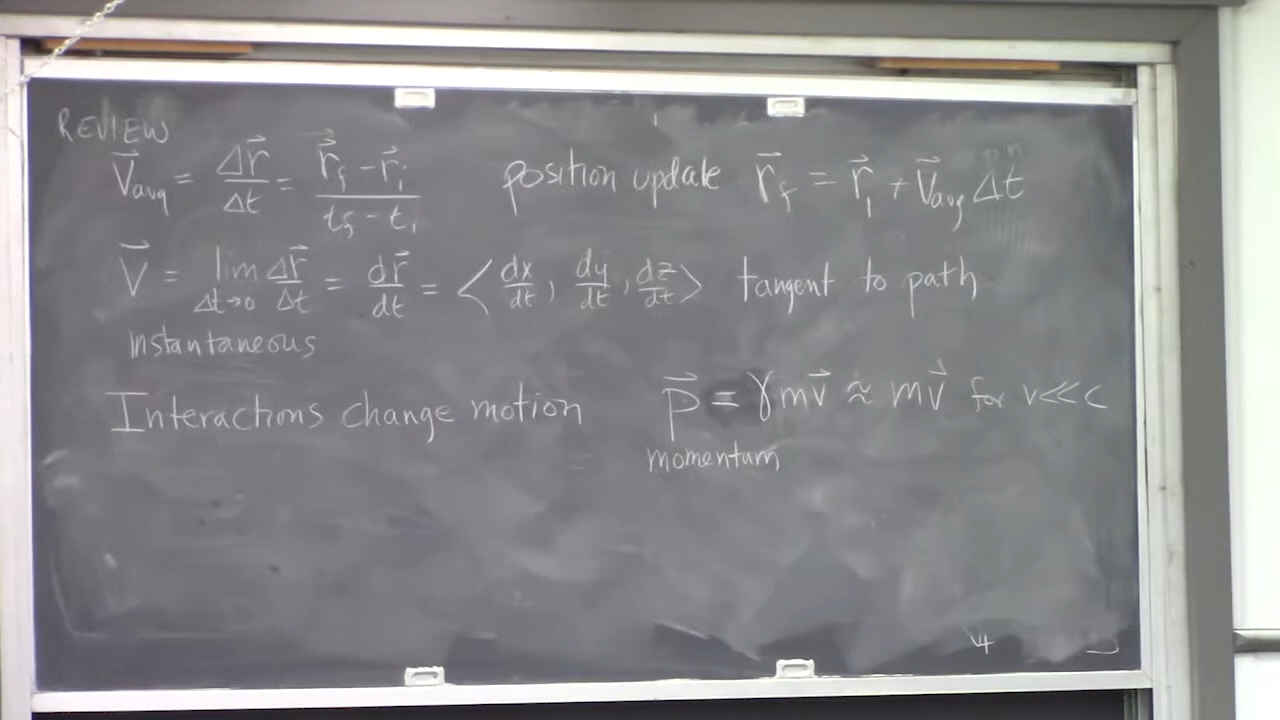 REVIEW
V⃗avg = Δr⃗/Δt = (r⃗f − r⃗i)/(tf − ti) position update r⃗f = r⃗i + V⃗avg Δt
V⃗ = lim Δt→0 Δr⃗/Δt = dr⃗/dt = <dx/dt, dy/dt, dz/dt> tangent to path
instantaneous
Interactions change motion p⃗ = γmv⃗ ≈ mv⃗ for v<<c
momentum